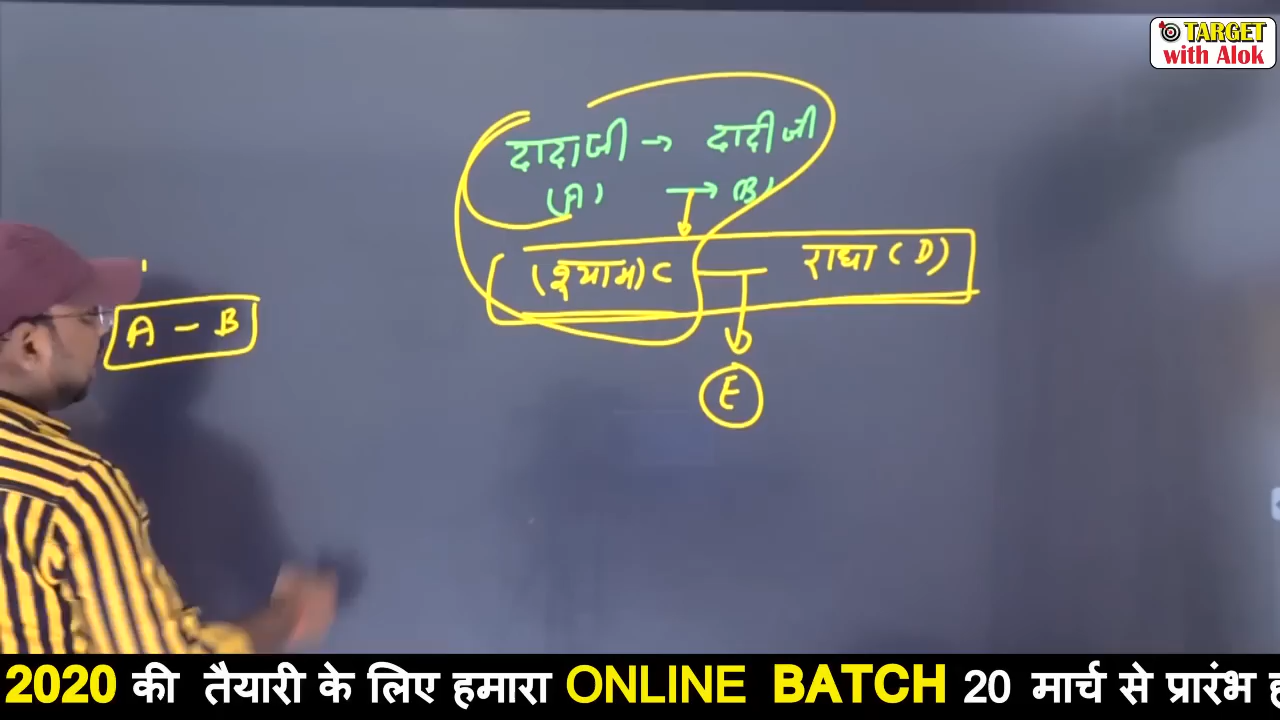 TARGET
with Alok
दादाजी → दादीजी
(A) → (B)
(श्याम) C राधा (D)
A - B
E
2020 की तैयारी के लिए हमारा ONLINE BATCH 20 मार्च से प्रारंभ